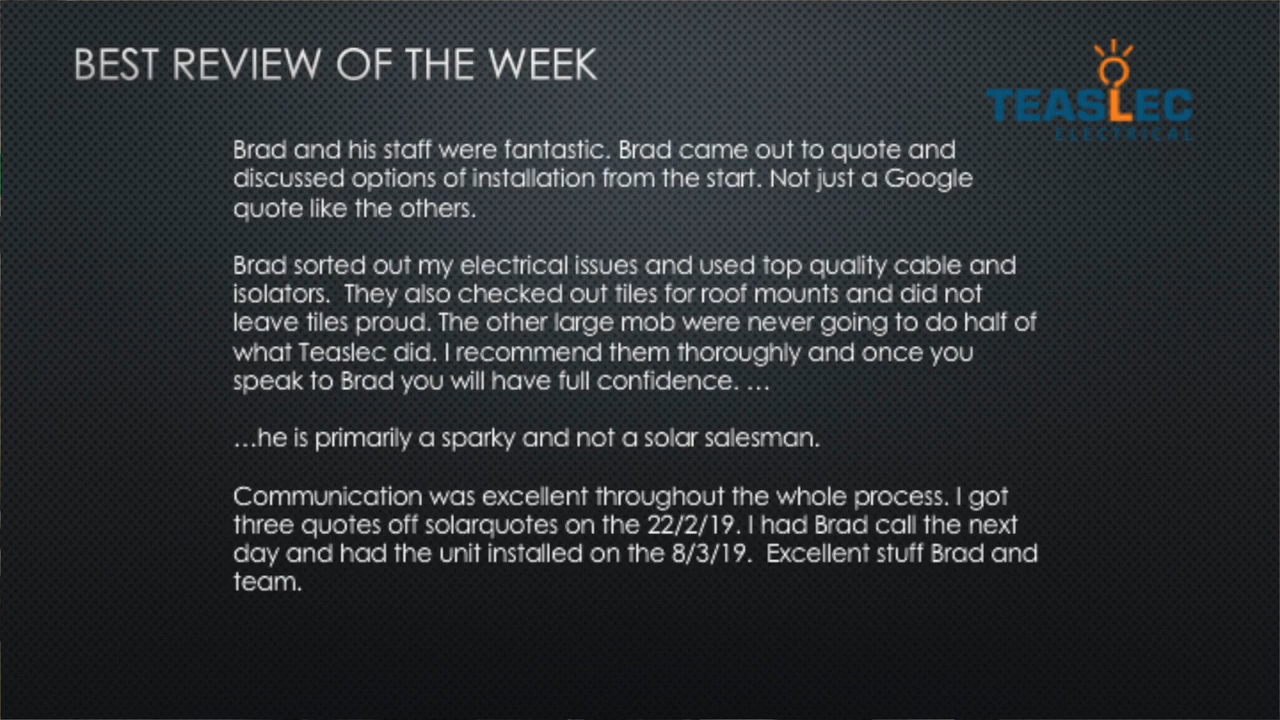 BEST REVIEW OF THE WEEK
TEASLEC
ELECTRICAL
Brad and his staff were fantastic. Brad came out to quote and
discussed options of installation from the start. Not just a Google
quote like the others.
Brad sorted out my electrical issues and used top quality cable and
isolators.  They also checked out tiles for roof mounts and did not
leave tiles proud. The other large mob were never going to do half of
what Teaslec did. I recommend them thoroughly and once you
speak to Brad you will have full confidence. …
…he is primarily a sparky and not a solar salesman.
Communication was excellent throughout the whole process. I got
three quotes off solarquotes on the 22/2/19. I had Brad call the next
day and had the unit installed on the 8/3/19.  Excellent stuff Brad and
team.